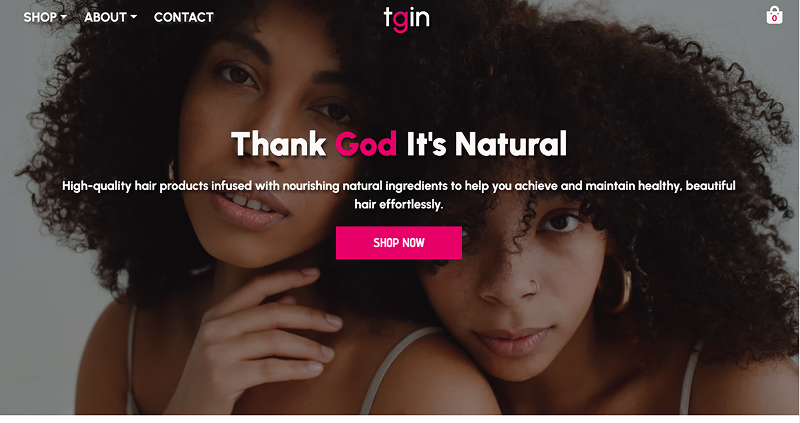 SHOP
ABOUT
CONTACT
tgin
0
Thank God It's Natural
High-quality hair products infused with nourishing natural ingredients to help you achieve and maintain healthy, beautiful
hair effortlessly.
SHOP NOW